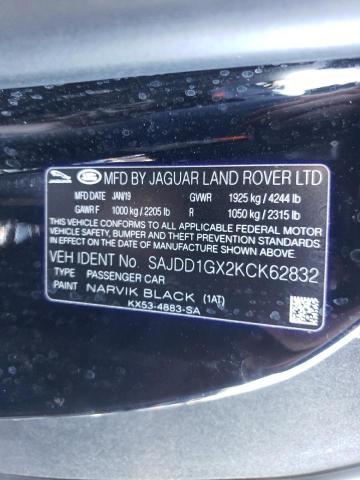 MFD BY JAGUAR LAND ROVER LTD
MFD DATE JAN/19 GVWR 1925 kg / 4244 lb
GAWR F 1000 kg / 2205 lb R 1050 kg / 2315 lb
THIS VEHICLE CONFORMS TO ALL APPLICABLE FEDERAL MOTOR
VEHICLE SAFETY, BUMPER, AND THEFT PREVENTION STANDARDS
IN EFFECT ON THE DATE OF MANUFACTURE SHOWN ABOVE.
VEH IDENT No. SAJDD1GX2KCK62832
TYPE PASSENGER CAR
PAINT NARVIK BLACK (1AT)
KX53-4883-SA